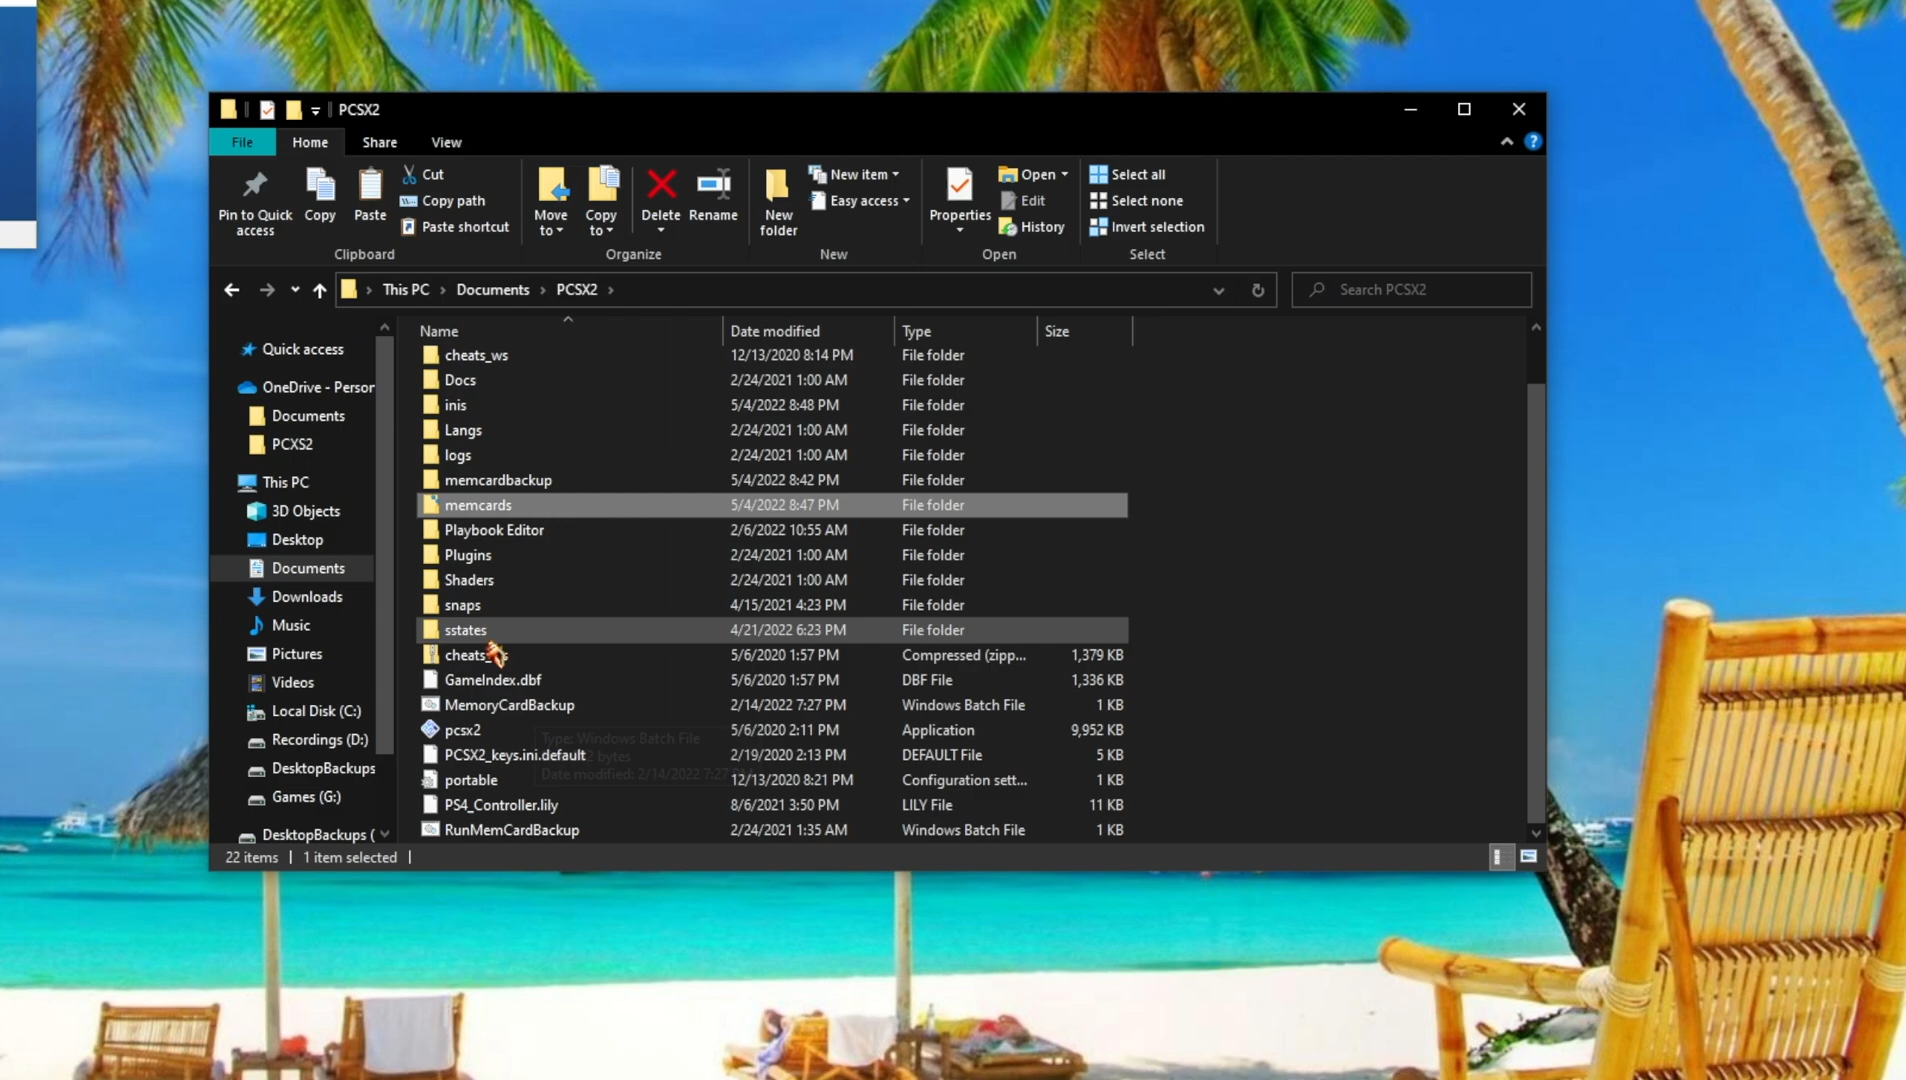 PCSX2
File Home Share View
Pin to Quick access
Copy
Paste
Cut
Copy path
Paste shortcut
Clipboard
Move to
Copy to
Delete
Rename
Organize
New folder
New item
Easy access
New
Properties
Open
Edit
History
Open
Select all
Select none
Invert selection
Select
This PC > Documents > PCSX2 >
Search PCSX2
Quick access
OneDrive - Person
Documents
PCXS2
This PC
3D Objects
Desktop
Documents
Downloads
Music
Pictures
Videos
Local Disk (C:)
Recordings (D:)
DesktopBackups
Games (G:)
DesktopBackups (
Name Date modified Type Size
cheats_ws 12/13/2020 8:14 PM File folder
Docs 2/24/2021 1:00 AM File folder
inis 5/4/2022 8:48 PM File folder
Langs 2/24/2021 1:00 AM File folder
logs 2/24/2021 1:00 AM File folder
memcardbackup 5/4/2022 8:42 PM File folder
memcards 5/4/2022 8:47 PM File folder
Playbook Editor 2/6/2022 10:55 AM File folder
Plugins 2/24/2021 1:00 AM File folder
Shaders 2/24/2021 1:00 AM File folder
snaps 4/15/2021 4:23 PM File folder
sstates 4/21/2022 6:23 PM File folder
cheats_ 5/6/2020 1:57 PM Compressed (zipp... 1,379 KB
GameIndex.dbf 5/6/2020 1:57 PM DBF File 1,336 KB
MemoryCardBackup 2/14/2022 7:27 PM Windows Batch File 1 KB
pcsx2 5/6/2020 2:11 PM Application 9,952 KB
Type: Windows Batch File
PCSX2_keys.ini.default 2/19/2020 2:13 PM DEFAULT File 5 KB
bytes
Date modified: 2/14/2022 7:27
portable 12/13/2020 8:21 PM Configuration sett... 1 KB
PS4_Controller.lily 8/6/2021 3:50 PM LILY File 11 KB
RunMemCardBackup 2/24/2021 1:35 AM Windows Batch File 1 KB
22 items | 1 item selected |